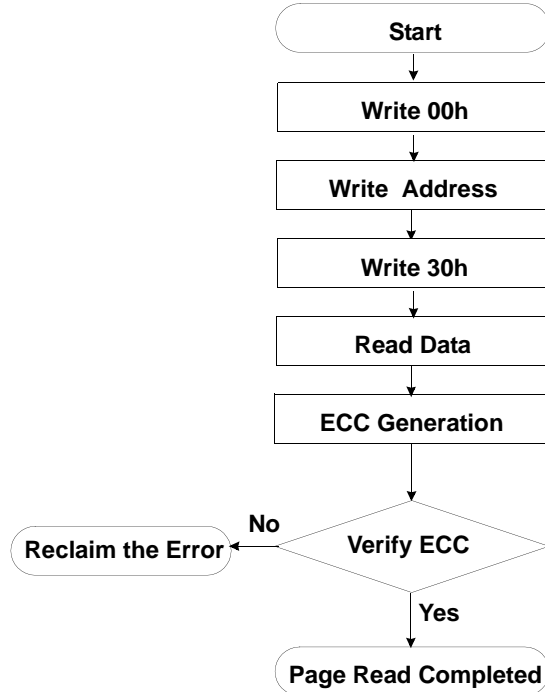 Start
Write 00h
Write Address
Write 30h
Read Data
ECC Generation
Verify ECC
No
Reclaim the Error
Yes
Page Read Completed